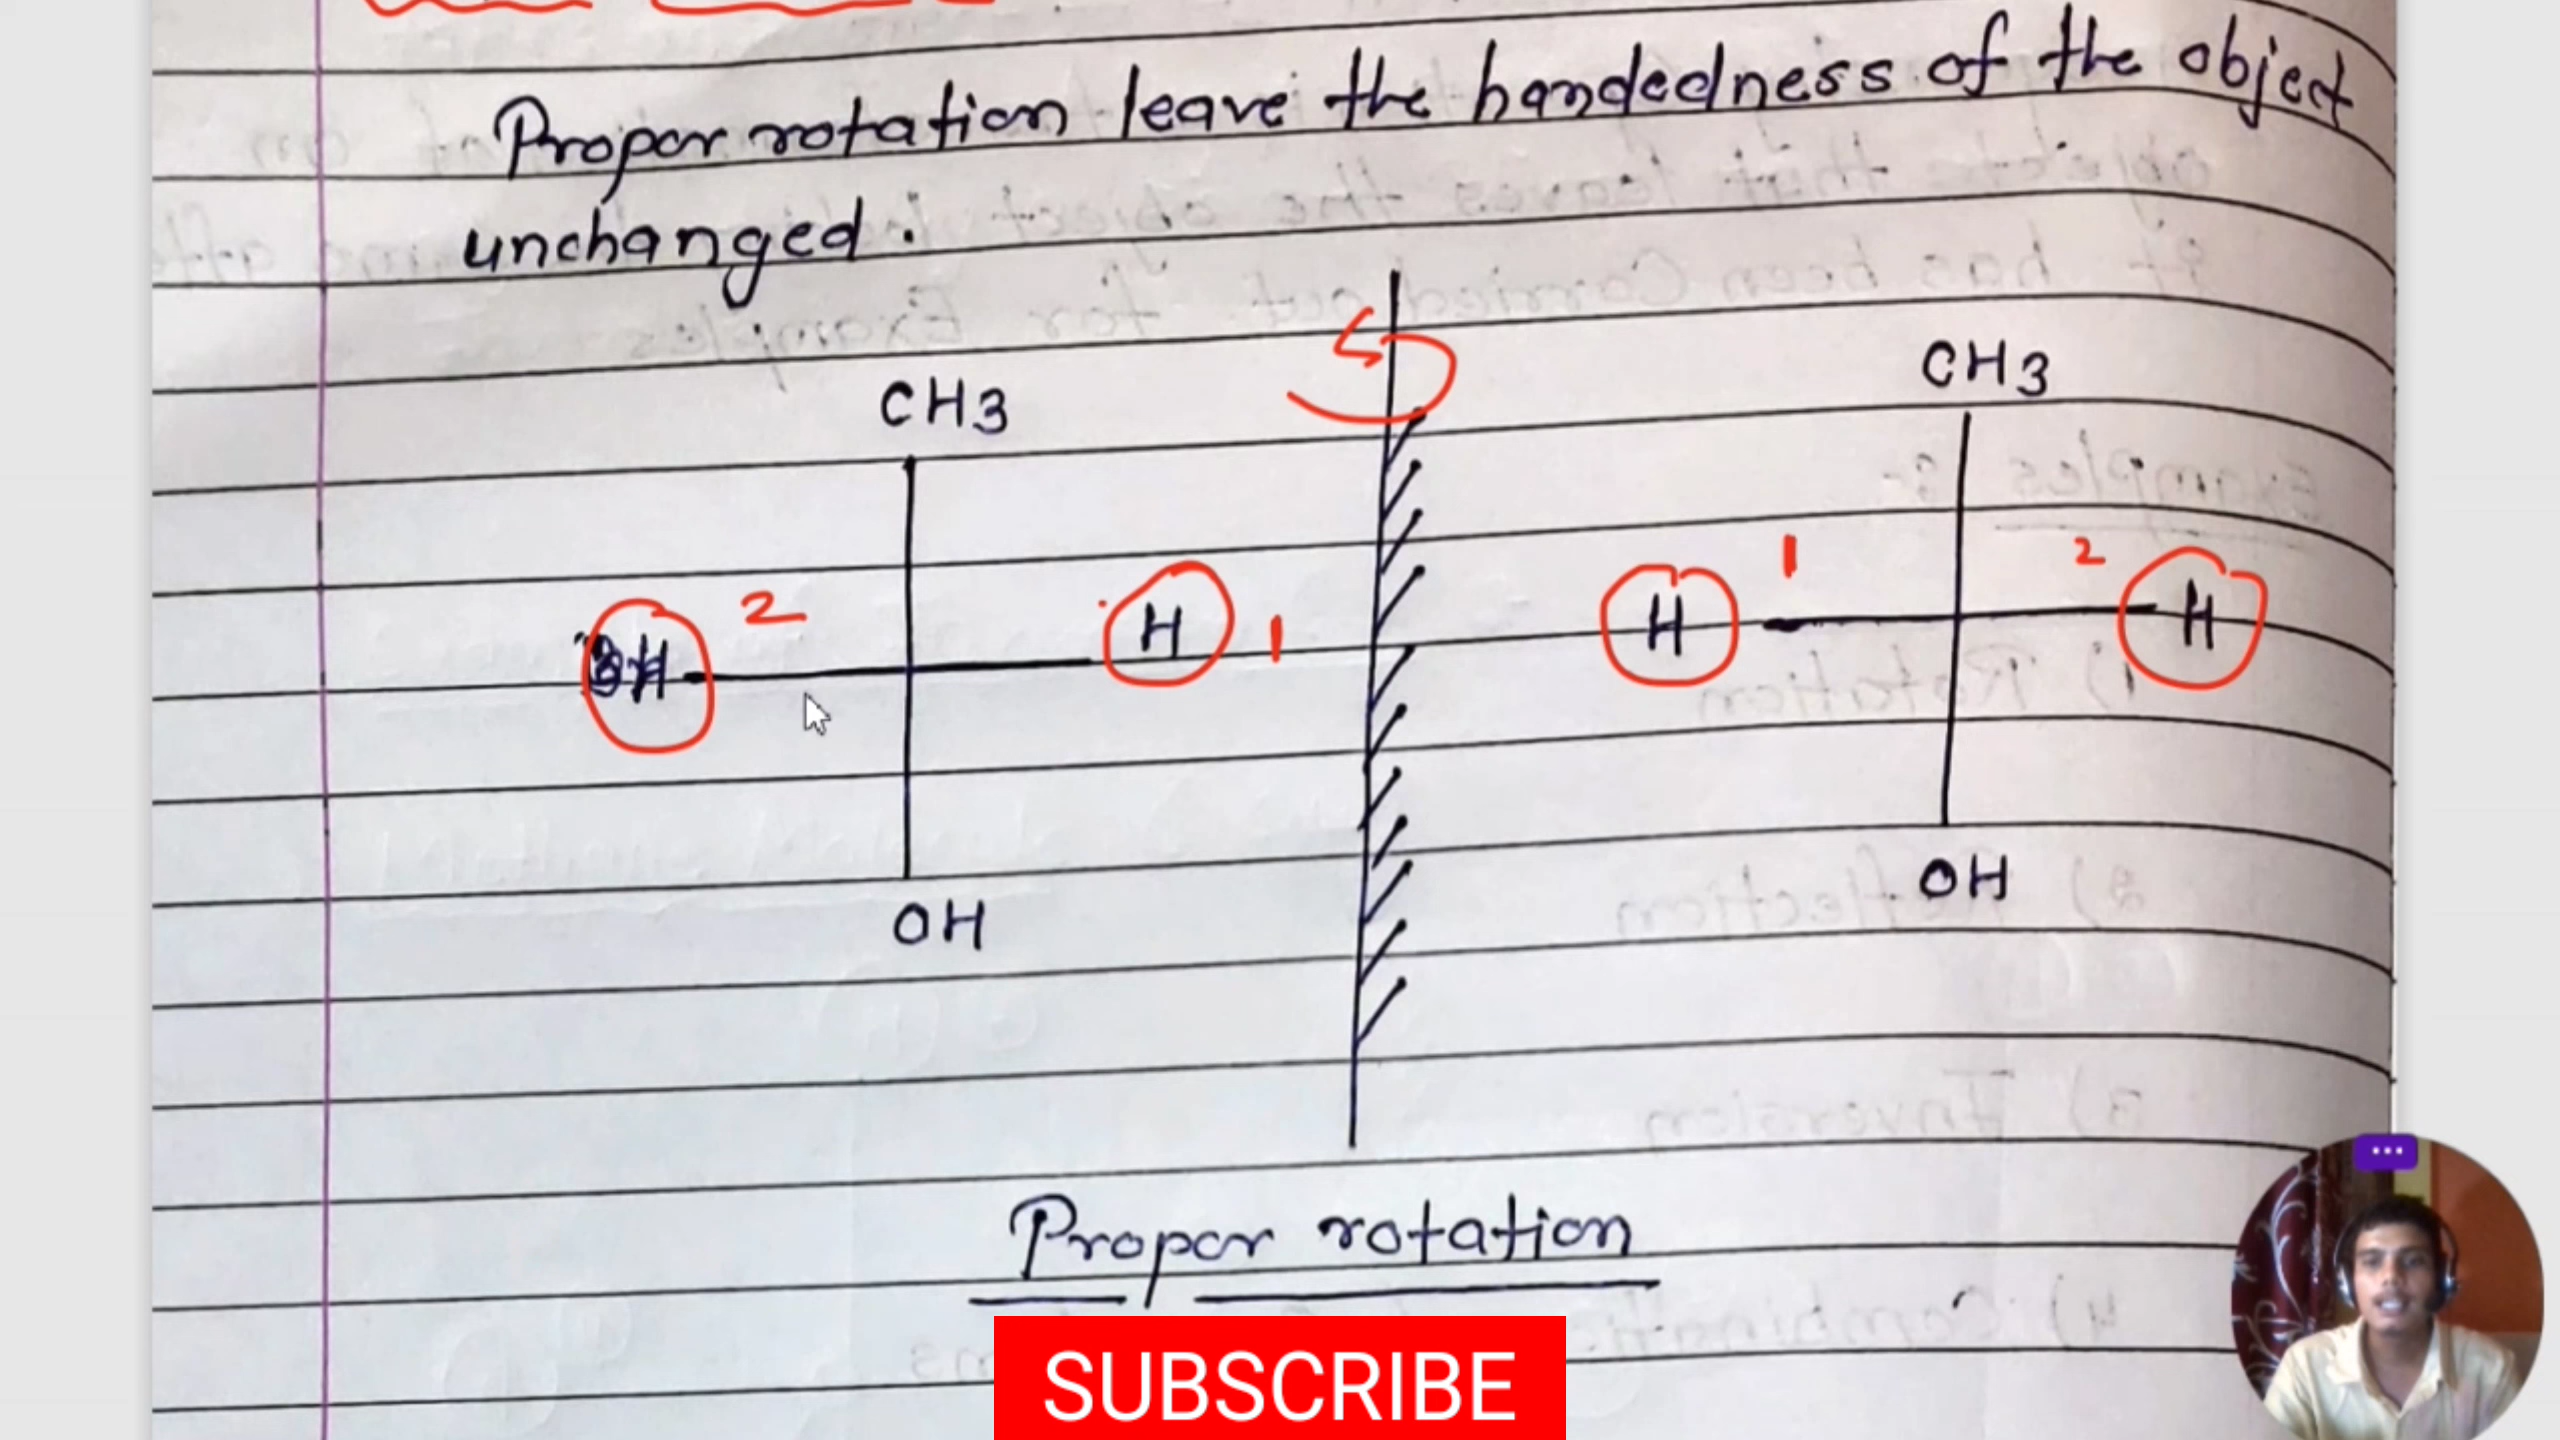 Proper rotation leave the handedness of the object
unchanged.
CH3
CH3
2
H
1
H
1
2
H
OH
OH
Proper rotation
SUBSCRIBE